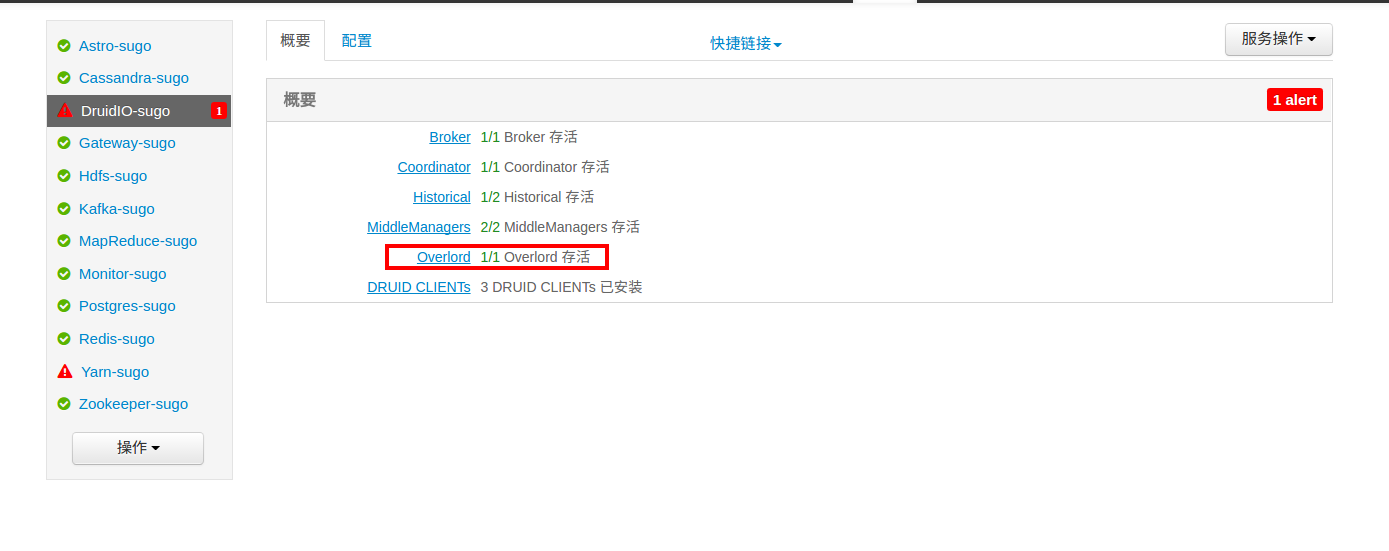 Astro-sugo
Cassandra-sugo
DruidIO-sugo 1
Gateway-sugo
Hdfs-sugo
Kafka-sugo
MapReduce-sugo
Monitor-sugo
Postgres-sugo
Redis-sugo
Yarn-sugo
Zookeeper-sugo
操作
概要 配置 快捷链接 服务操作
概要 1 alert
Broker 1/1 Broker 存活
Coordinator 1/1 Coordinator 存活
Historical 1/2 Historical 存活
MiddleManagers 2/2 MiddleManagers 存活
Overlord 1/1 Overlord 存活
DRUID CLIENTs 3 DRUID CLIENTs 已安装